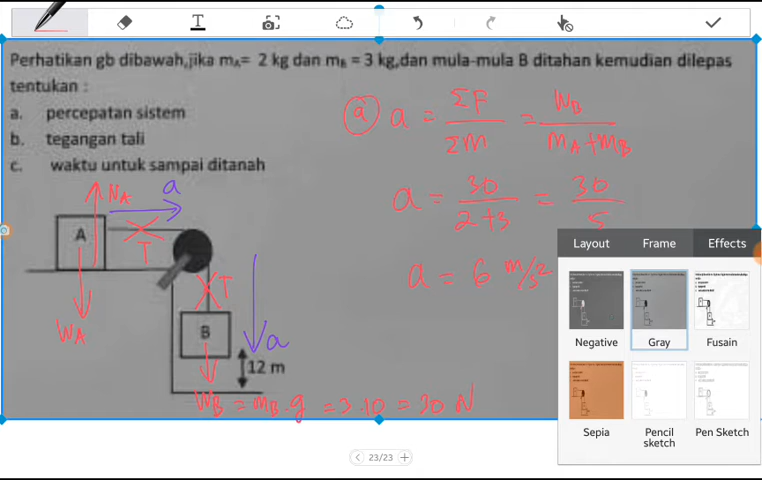 T
Perhatikan gb dibawah,jika mA= 2 kg dan mB = 3 kg,dan mula-mula B ditahan kemudian dilepas
tentukan :
a. percepatan sistem
b. tegangan tali
c. waktu untuk sampai ditanah
(a) a = ΣF / Σm = WB / mA+mB
a = 30 / 2+3 = 30 / 5
a = 6 m/s²
NA
a
A
T
T
WA
B
a
12 m
WB = mB . g = 3.10 = 30 N
Layout Frame Effects
Negative Gray Fusain
Sepia Pencil sketch Pen Sketch
< 23/23 +